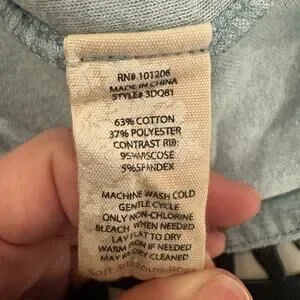 RN# 101206
MADE IN CHINA
STYLE# 3DQ81
63% COTTON
37% POLYESTER
CONTRAST RIB:
95%VISCOSE
5%SPANDEX
MACHINE WASH COLD
GENTLE CYCLE
ONLY NON-CHLORINE
BLEACH WHEN NEEDED
LAY FLAT TO DRY
WARM IRON IF NEEDED
MAY BE DRY CLEANED